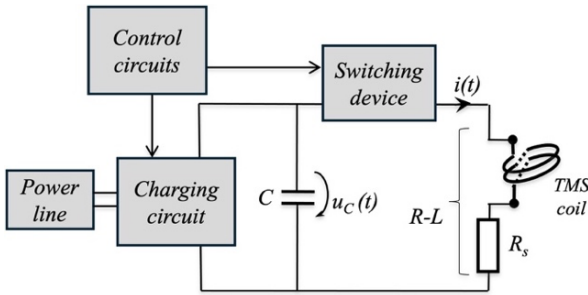 Control
circuits
Switching
device
i(t)
Power
line
Charging
circuit
C
u_C(t)
R-L
TMS
coil
R_s